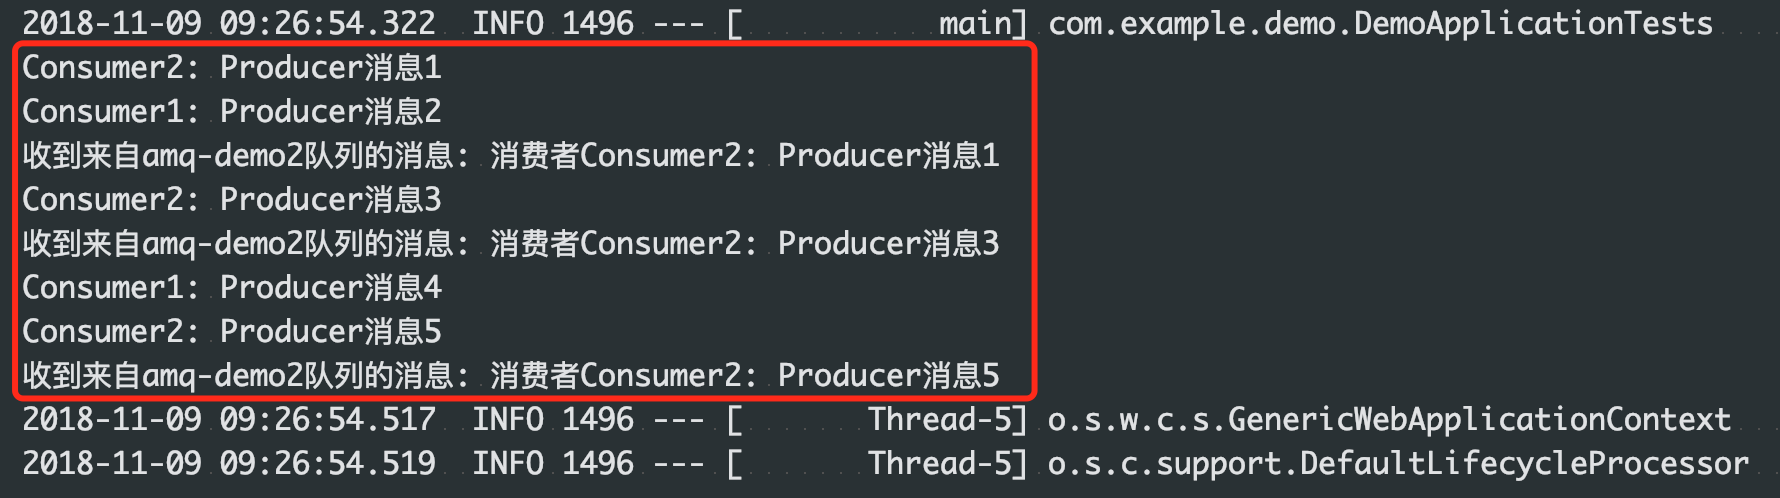 2018-11-09 09:26:54.322  INFO 1496 --- [           main] com.example.demo.DemoApplicationTests
Consumer2: Producer消息1
Consumer1: Producer消息2
收到来自amq-demo2队列的消息: 消费者Consumer2: Producer消息1
Consumer2: Producer消息3
收到来自amq-demo2队列的消息: 消费者Consumer2: Producer消息3
Consumer1: Producer消息4
Consumer2: Producer消息5
收到来自amq-demo2队列的消息: 消费者Consumer2: Producer消息5
2018-11-09 09:26:54.517  INFO 1496 --- [       Thread-5] o.s.w.c.s.GenericWebApplicationContext
2018-11-09 09:26:54.519  INFO 1496 --- [       Thread-5] o.s.c.support.DefaultLifecycleProcessor